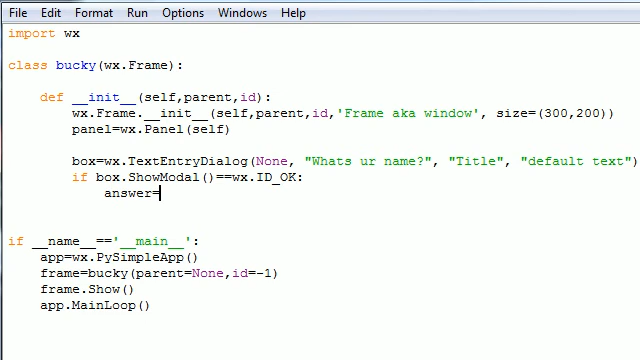 File Edit Format Run Options Windows Help
import wx
class bucky(wx.Frame):
def __init__(self,parent,id):
wx.Frame.__init__(self,parent,id,'Frame aka window', size=(300,200))
panel=wx.Panel(self)
box=wx.TextEntryDialog(None, "Whats ur name?", "Title", "default text")
if box.ShowModal()==wx.ID_OK:
answer=
if __name__=='__main__':
app=wx.PySimpleApp()
frame=bucky(parent=None,id=-1)
frame.Show()
app.MainLoop()